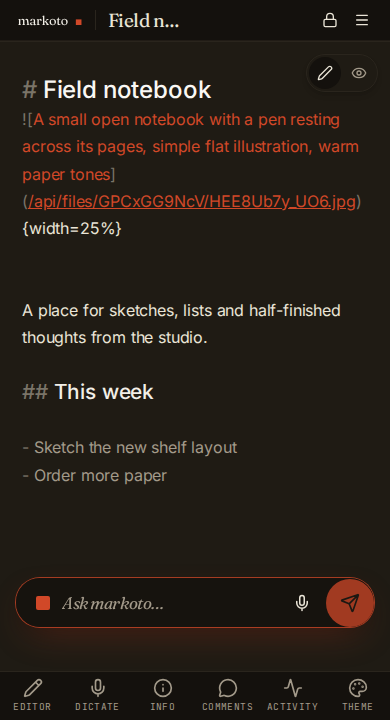 markoto
Field n...
# Field notebook
![A small open notebook with a pen resting
across its pages, simple flat illustration, warm
paper tones]
(/api/files/GPCxGG9NcV/HEE8Ub7y_UO6.jpg)
{width=25%}
A place for sketches, lists and half-finished
thoughts from the studio.
## This week
- Sketch the new shelf layout
- Order more paper
Ask markoto...
EDITOR DICTATE INFO COMMENTS ACTIVITY THEME